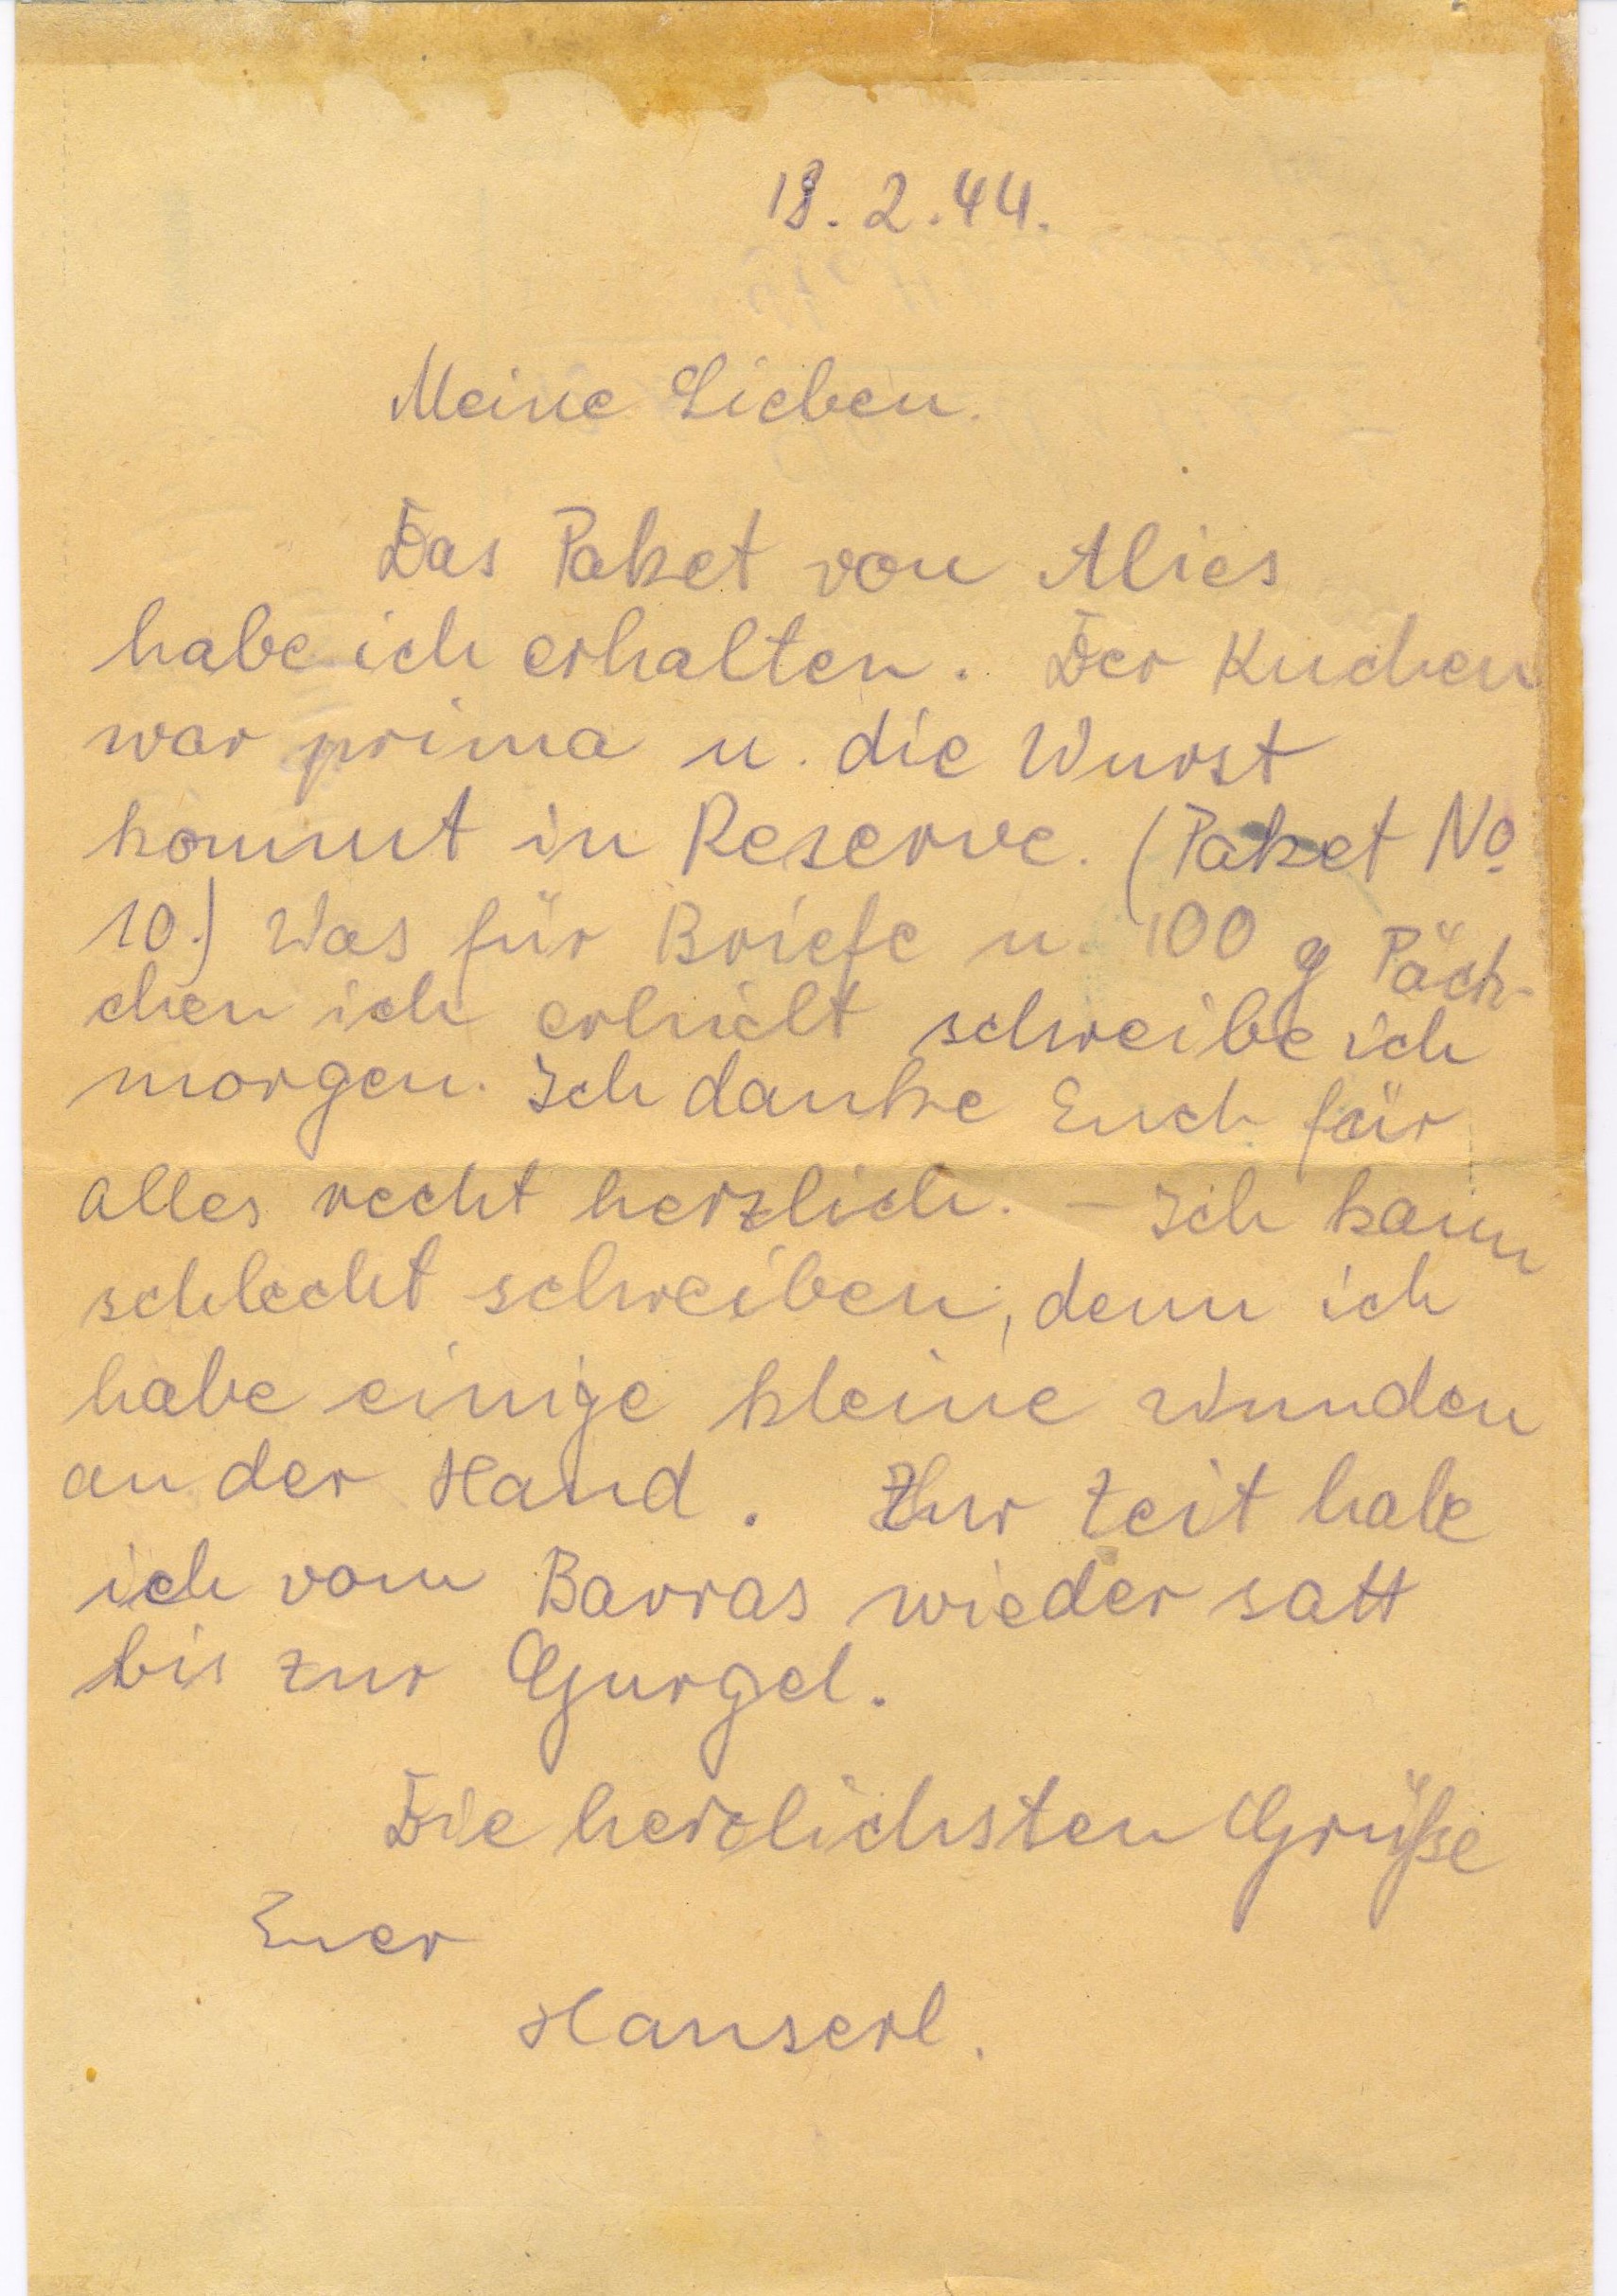 18. 2. 44.
Meine Lieben.
Das Paket von Alies
habe ich erhalten. Der Kuchen
war prima u. die Wurst
kommt in Reserve. (Paket No
10.) Was für Briefe u. 100 g Päck-
chen ich erhielt schreibe ich
morgen. Ich danke Euch für
alles recht herzlich. – Ich kann
schlecht schreiben, denn ich
habe einige kleine Wunden
an der Hand. Zur Zeit habe
ich vom Barras wieder satt
bis zur Gurgel.
Die herzlichsten Grüße
Euer
Hanserl.